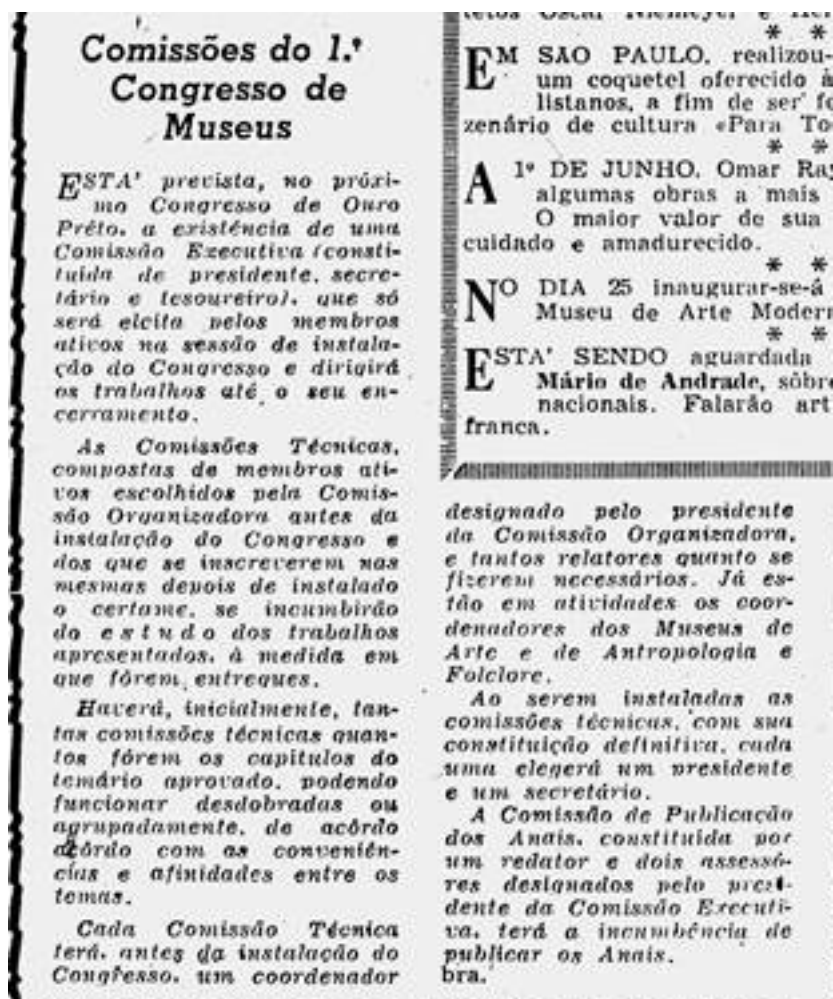 Comissões do 1.º
Congresso de
Museus
ESTA' prevista, no próxi-
mo Congresso de Ouro
Prêto, a existência de uma
Comissão Executiva (consti-
tuída de presidente, secre-
tário e tesoureiro), que só
será eleita pelos membros
ativos na sessão de instala-
ção do Congresso e dirigirá
os trabalhos até o seu en-
cerramento.
As Comissões Técnicas,
compostas de membros ati-
vos escolhidos pela Comis-
são Organizadora antes da
instalação do Congresso e
dos que se inscreverem nas
mesmas depois de instalado
o certame, se incumbirão
do estudo dos trabalhos
apresentados, à medida em
que fôrem entregues.
Haverá, inicialmente, tan-
tas comissões técnicas quan-
tos fôrem os capítulos do
temário aprovado, podendo
funcionar desdobradas ou
agrupadamente, de acôrdo
acôrdo com as conveniên-
cias e afinidades entre os
temas.
Cada Comissão Técnica
terá, antes da instalação do
Congresso, um coordenador
designado pelo presidente
da Comissão Organizadora,
e tantos relatores quanto se
fizerem necessários. Já es-
tão em atividades os coor-
denadores dos Museus de
Arte e de Antropologia e
Folclore.
Ao serem instaladas as
comissões técnicas, com sua
constituição definitiva, cada
uma elegerá um presidente
e um secretário.
A Comissão de Publicação
dos Anais, constituída por
um redator e dois assessô-
res designados pelo presi-
dente da Comissão Executi-
va, terá a incumbência de
publicar os Anais.
bra.
Oscar Niemeyer e
* *
EM SAO PAULO, realizou-
um coquetel oferecido
listanos, a fim de ser
zenário de cultura «Para
* *
A 1º DE JUNHO, Omar
algumas obras a mais
O maior valor de sua
cuidado e amadurecido.
* *
NO DIA 25 inaugurar-se-á
Museu de Arte
* *
ESTA' SENDO aguardada
Mário de Andrade,
nacionais. Falarão
franca.